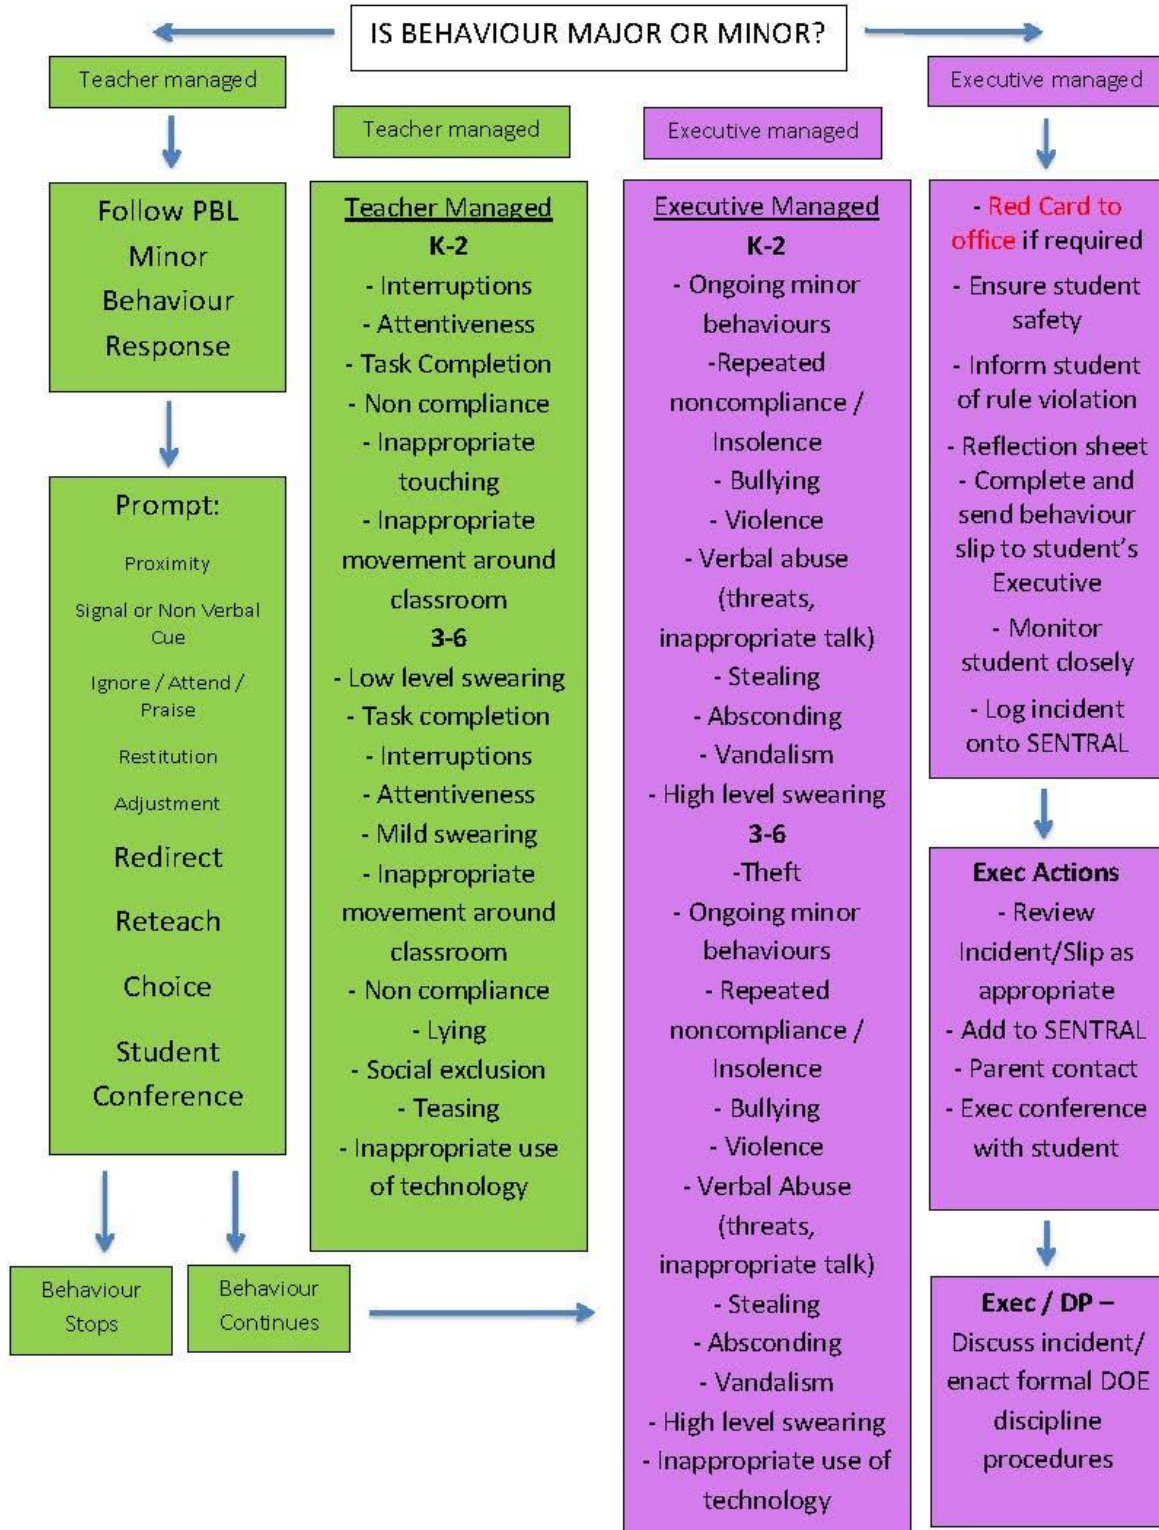 IS BEHAVIOUR MAJOR OR MINOR?
Teacher managed
Follow PBL
Minor
Behaviour
Response
Prompt:
Proximity
Signal or Non Verbal
Cue
Ignore / Attend /
Praise
Restitution
Adjustment
Redirect
Reteach
Choice
Student
Conference
Behaviour
Stops
Behaviour
Continues
Teacher managed
Teacher Managed
K-2
- Interruptions
- Attentiveness
- Task Completion
- Non compliance
- Inappropriate
touching
- Inappropriate
movement around
classroom
3-6
- Low level swearing
- Task completion
- Interruptions
- Attentiveness
- Mild swearing
- Inappropriate
movement around
classroom
- Non compliance
- Lying
- Social exclusion
- Teasing
- Inappropriate use
of technology
Executive managed
Executive Managed
K-2
- Ongoing minor
behaviours
-Repeated
noncompliance /
Insolence
- Bullying
- Violence
- Verbal abuse
(threats,
inappropriate talk)
- Stealing
- Absconding
- Vandalism
- High level swearing
3-6
-Theft
- Ongoing minor
behaviours
- Repeated
noncompliance /
Insolence
- Bullying
- Violence
- Verbal Abuse
(threats,
inappropriate talk)
- Stealing
- Absconding
- Vandalism
- High level swearing
- Inappropriate use of
technology
Executive managed
- Red Card to
office if required
- Ensure student
safety
- Inform student
of rule violation
- Reflection sheet
- Complete and
send behaviour
slip to student's
Executive
- Monitor
student closely
- Log incident
onto SENTRAL
Exec Actions
- Review
Incident/Slip as
appropriate
- Add to SENTRAL
- Parent contact
- Exec conference
with student
Exec / DP –
Discuss incident/
enact formal DOE
discipline
procedures